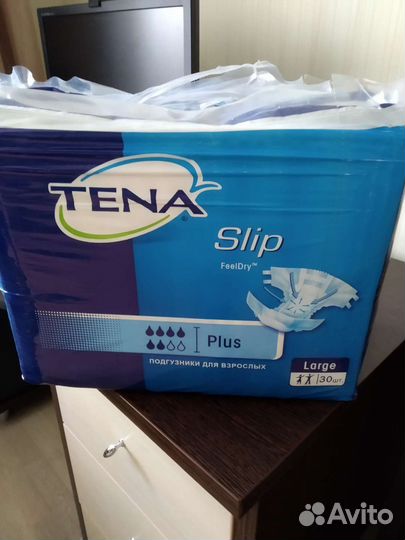 TENA
Slip
FeelDry™
Plus
ПОДГУЗНИКИ ДЛЯ ВЗРОСЛЫХ
Large
30шт.
Avito